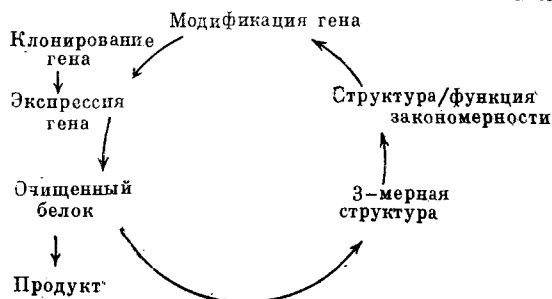 Модификация гена
Клонирование
гена
Экспрессия
гена
Структура/функция
закономерности
Очищенный
белок
3-мерная
структура
Продукт